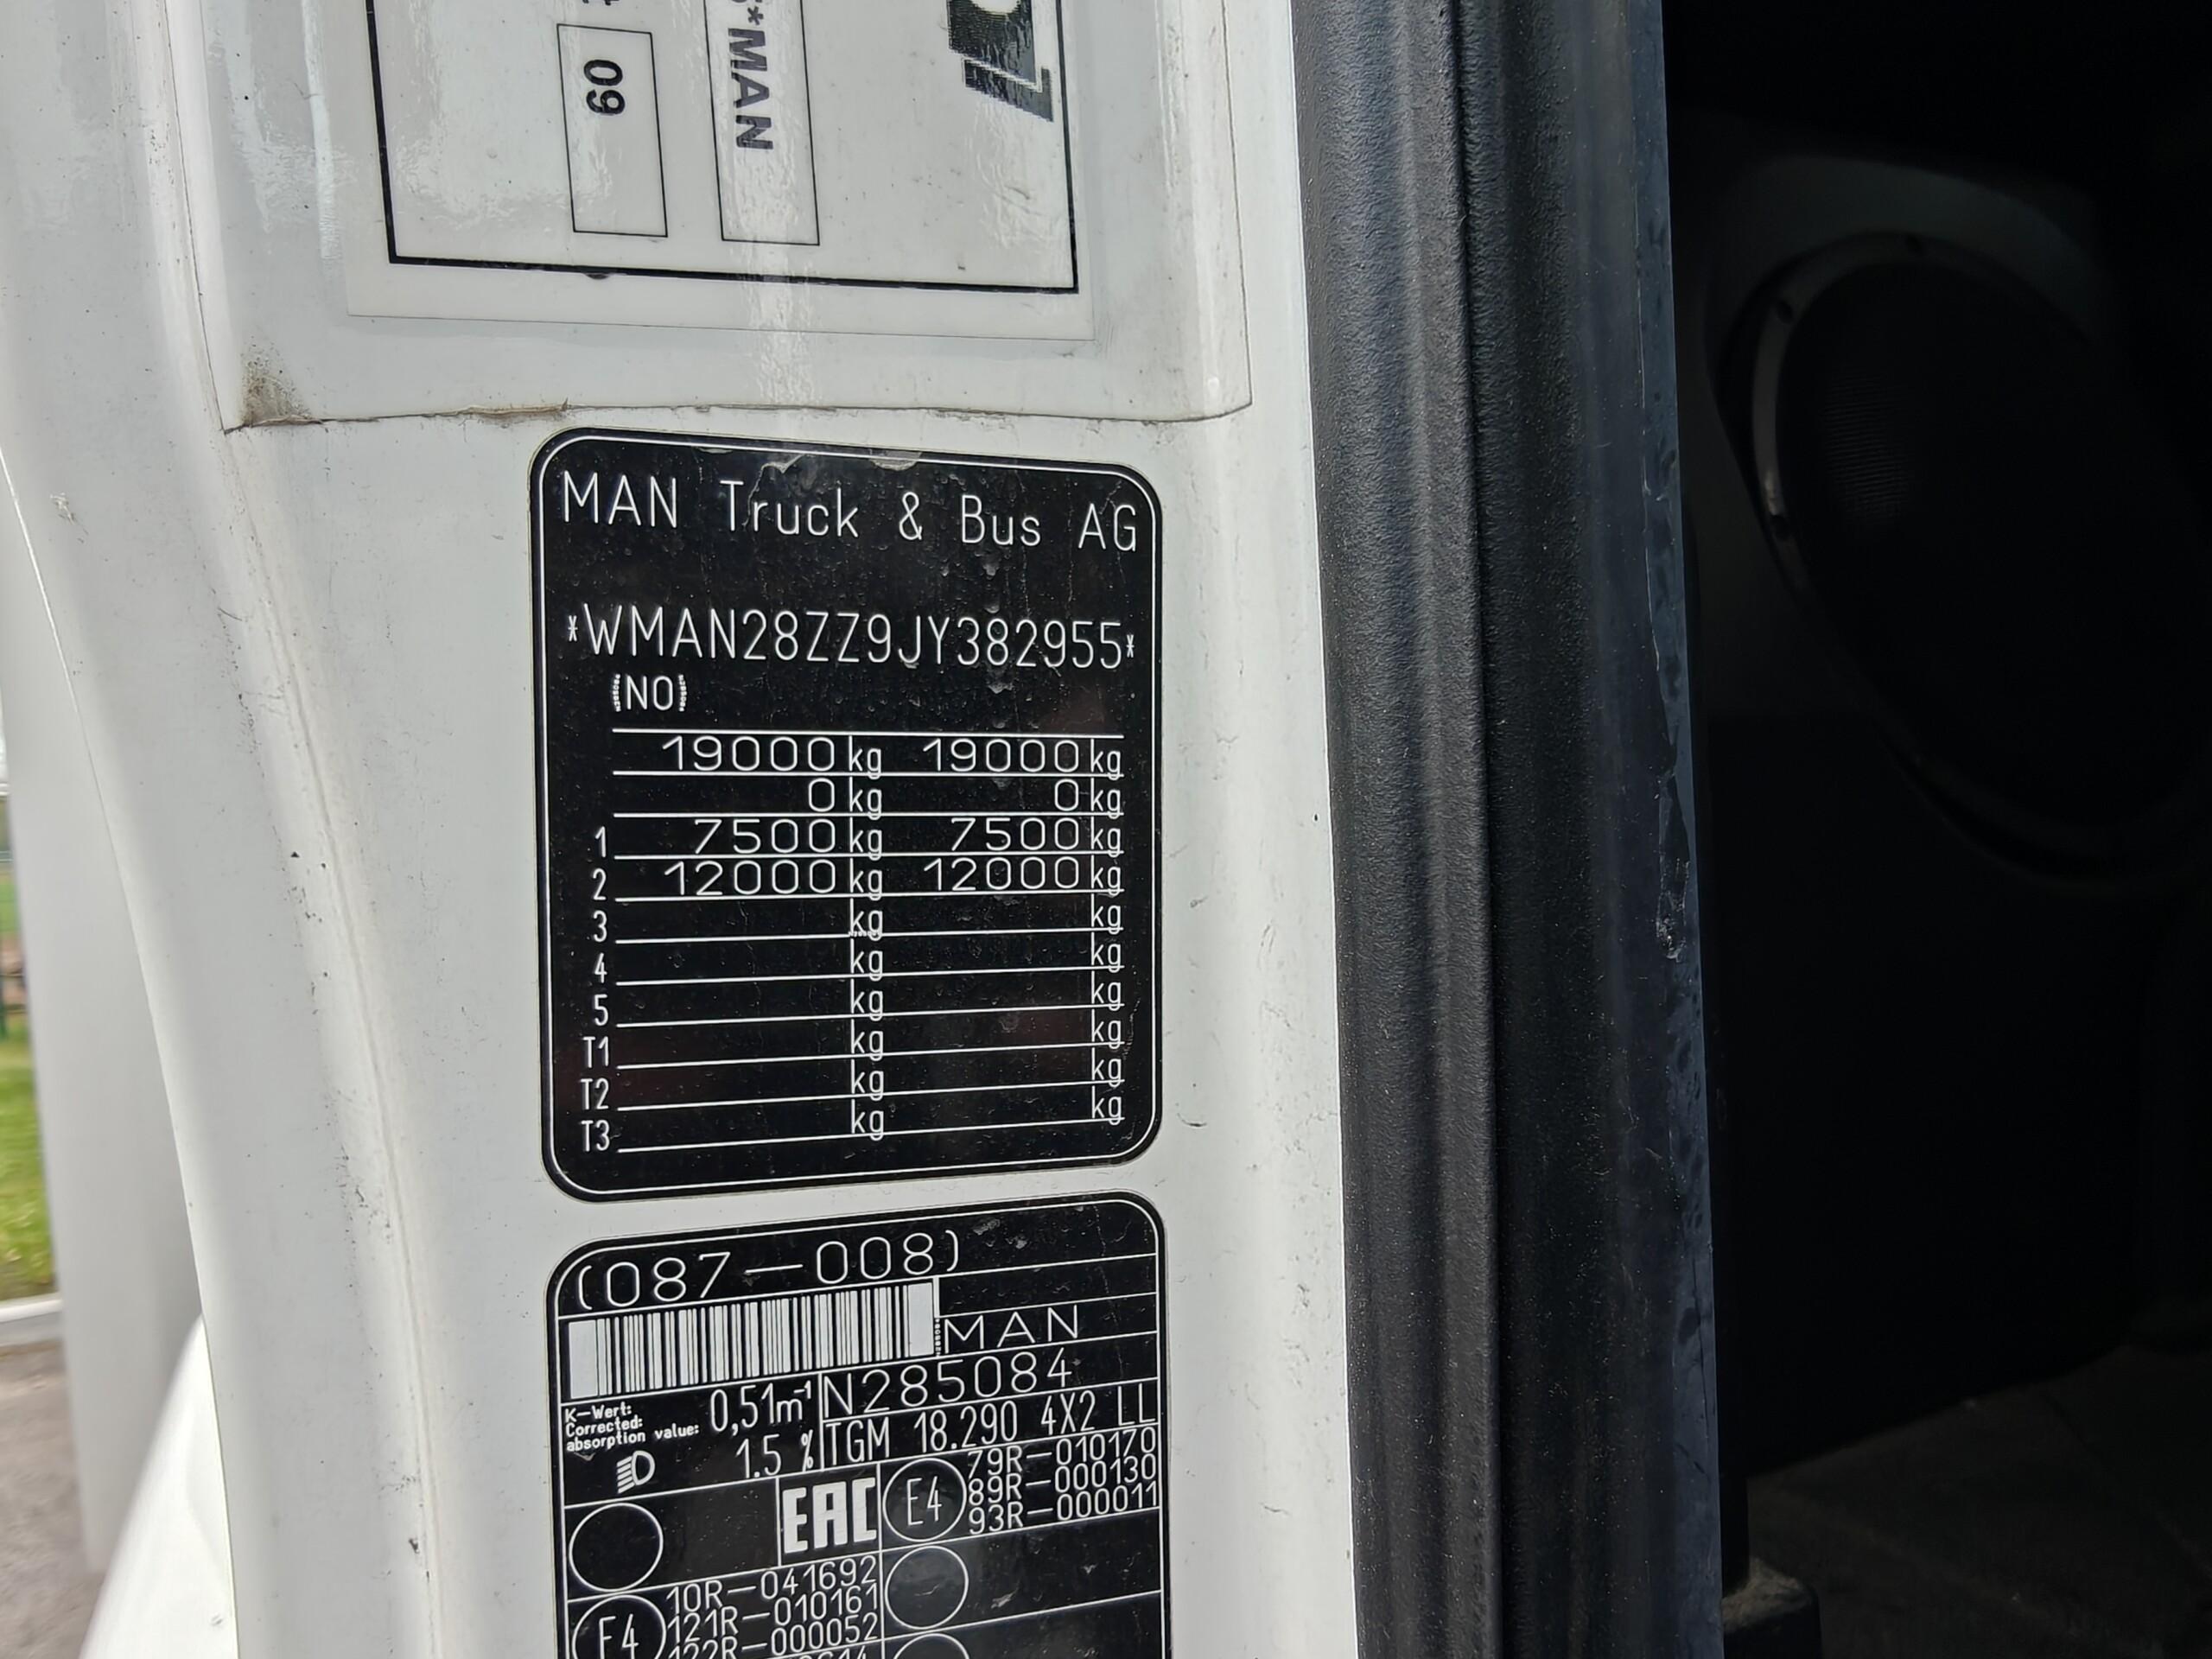 *MAN
09
MAN Truck & Bus AG
*WMAN28ZZ9JY382955*
(NO)
19000 kg 19000 kg
0 kg 0 kg
1 7500 kg 7500 kg
2 12000 kg 12000 kg
3 kg kg
4 kg kg
5 kg kg
T1 kg kg
T2 kg kg
T3 kg kg
(087-008)
MAN
N285084
K-Wert:
Corrected:
absorption value: 0,51m⁻¹
TGM 18.290 4X2 LL
1.5 %
EAC
E4
79R-010170
89R-000130
93R-000011
E4
10R-041692
121R-010161
122R-000052